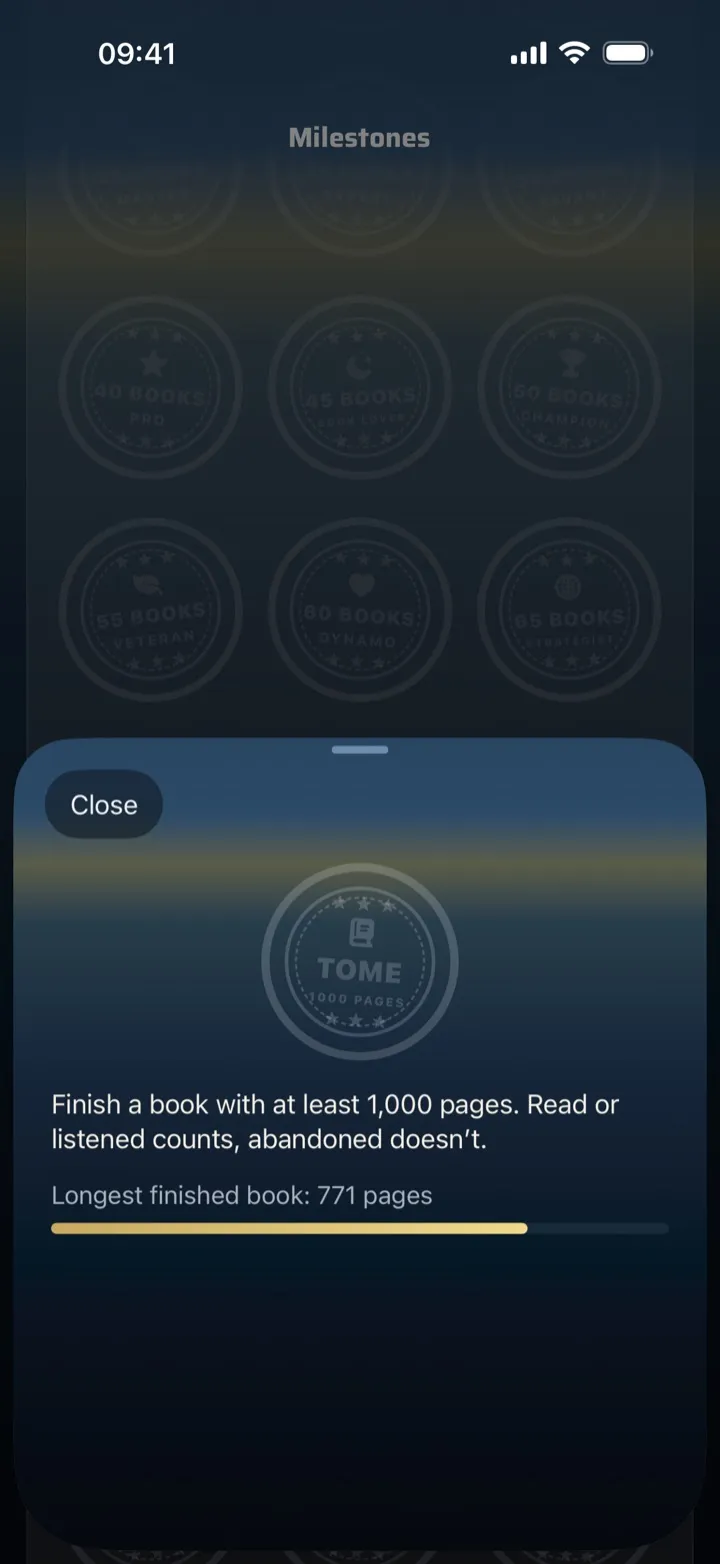 09:41
Milestones
40 BOOKS
PRO
45 BOOKS
BOOK LOVER
50 BOOKS
CHAMPION
55 BOOKS
VETERAN
60 BOOKS
DYNAMO
65 BOOKS
STRATEGIST
Close
TOME
1000 PAGES
Finish a book with at least 1,000 pages. Read or
listened counts, abandoned doesn’t.
Longest finished book: 771 pages